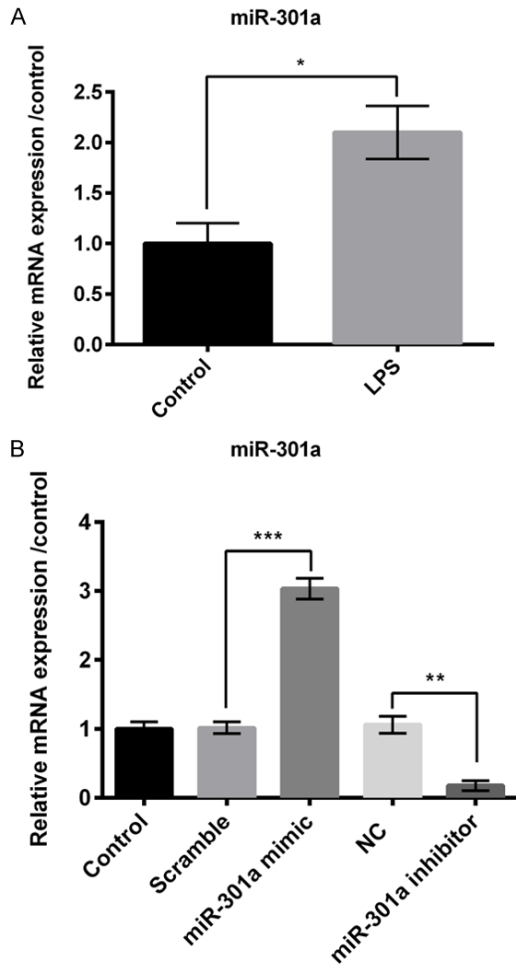 A
miR-301a
*
Relative mRNA expression /control
2.5
2.0
1.5
1.0
0.5
0.0
Control
LPS
B
miR-301a
***
**
Relative mRNA expression /control
4
3
2
1
0
Control
Scramble
miR-301a mimic
NC
miR-301a inhibitor